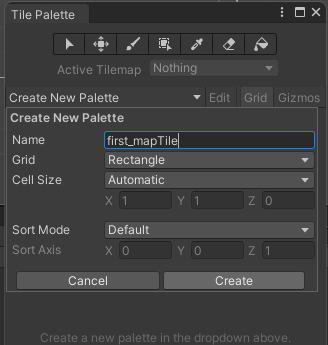 Tile Palette
Active Tilemap Nothing
Create New Palette Edit Grid Gizmos
Create New Palette
Name first_mapTile
Grid Rectangle
Cell Size Automatic
X 1 Y 1 Z 0
Sort Mode Default
Sort Axis X 0 Y 0 Z 1
Cancel Create
Create a new palette in the dropdown above.